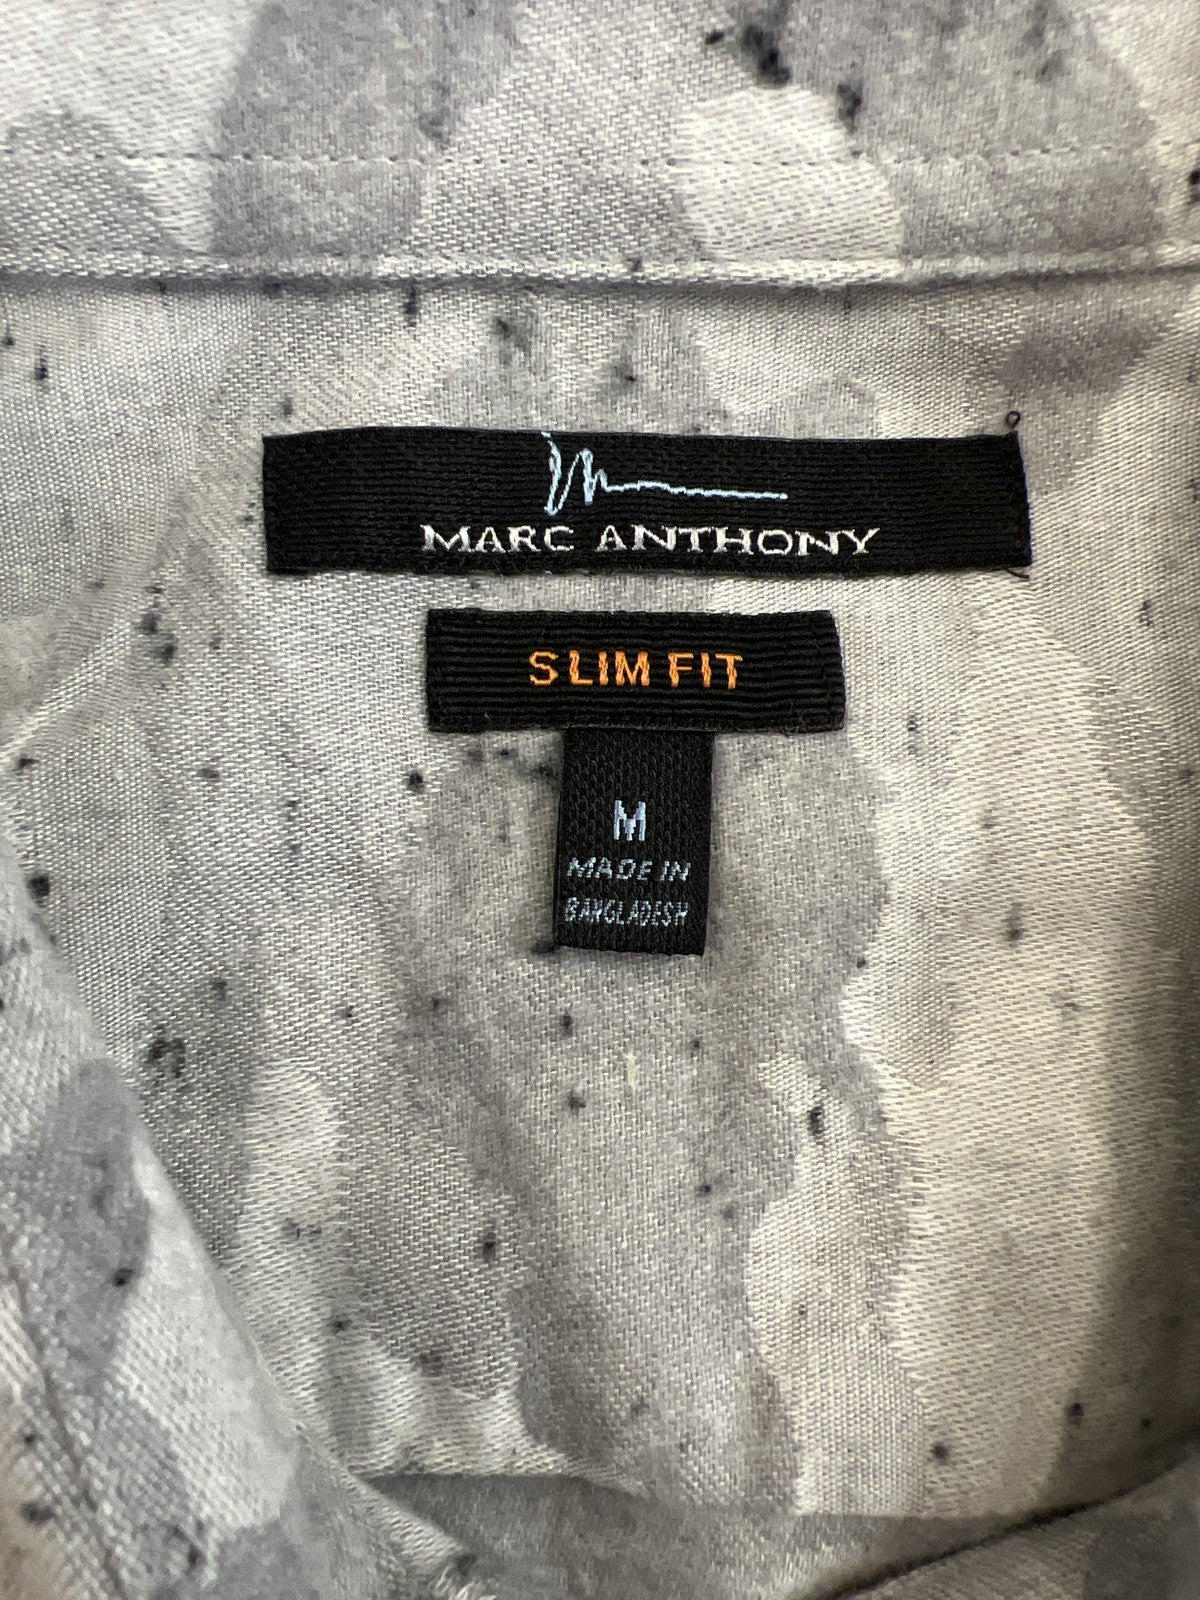 MARC ANTHONY
SLIM FIT
M
MADE IN
BANGLADESH